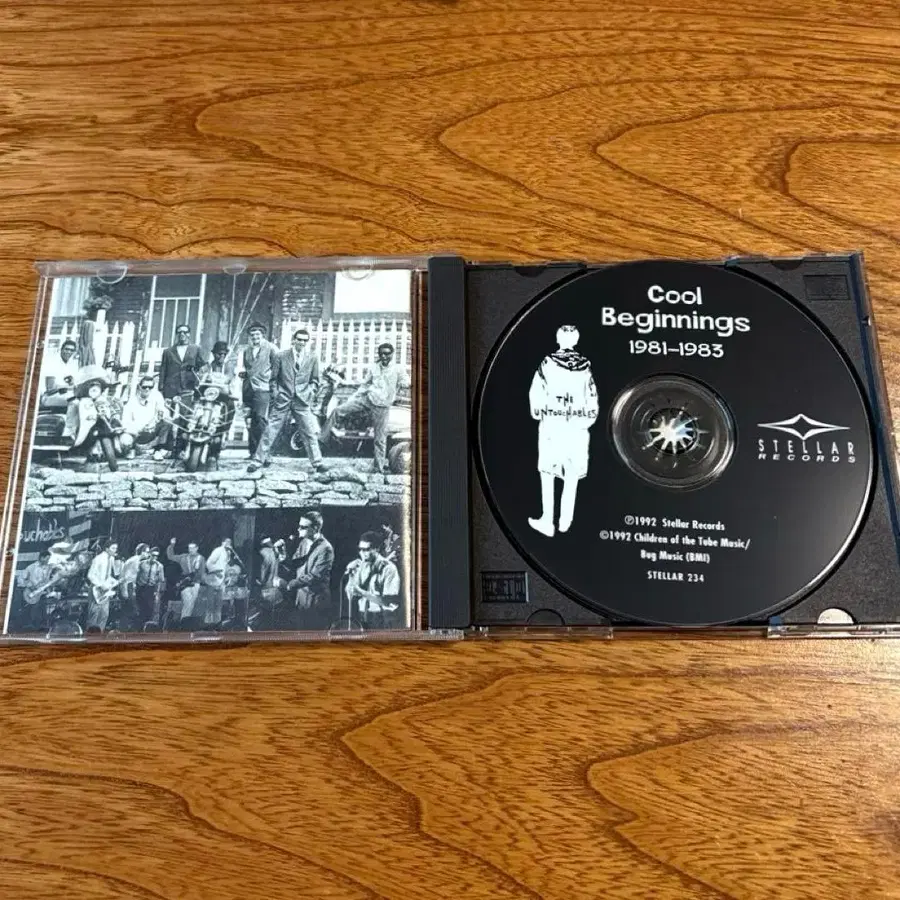 Cool
Beginnings
1981–1983
THE
UNTOUCHABLES
STELLAR
RECORDS
℗1992 Stellar Records
©1992 Children of the Tube Music/
Bug Music (BMI)
STELLAR 234